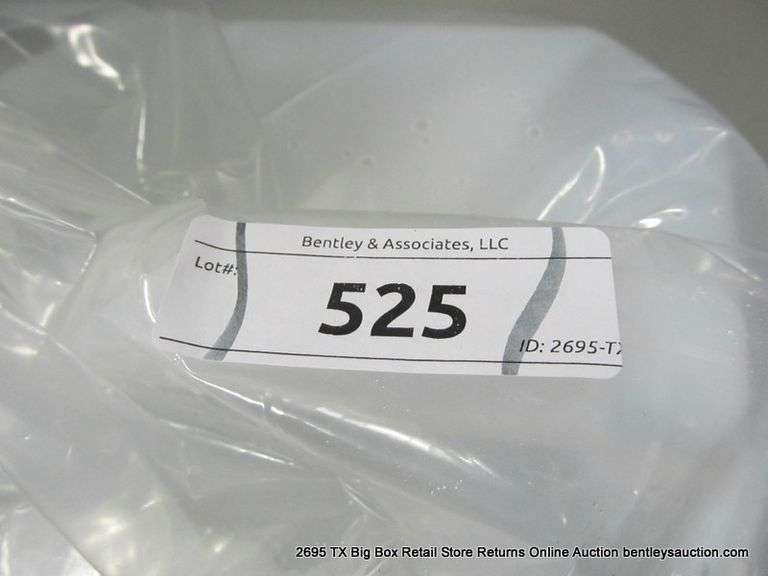 Bentley & Associates, LLC
Lot#:
525
ID: 2695-TX
2695 TX Big Box Retail Store Returns Online Auction bentleysauction.com